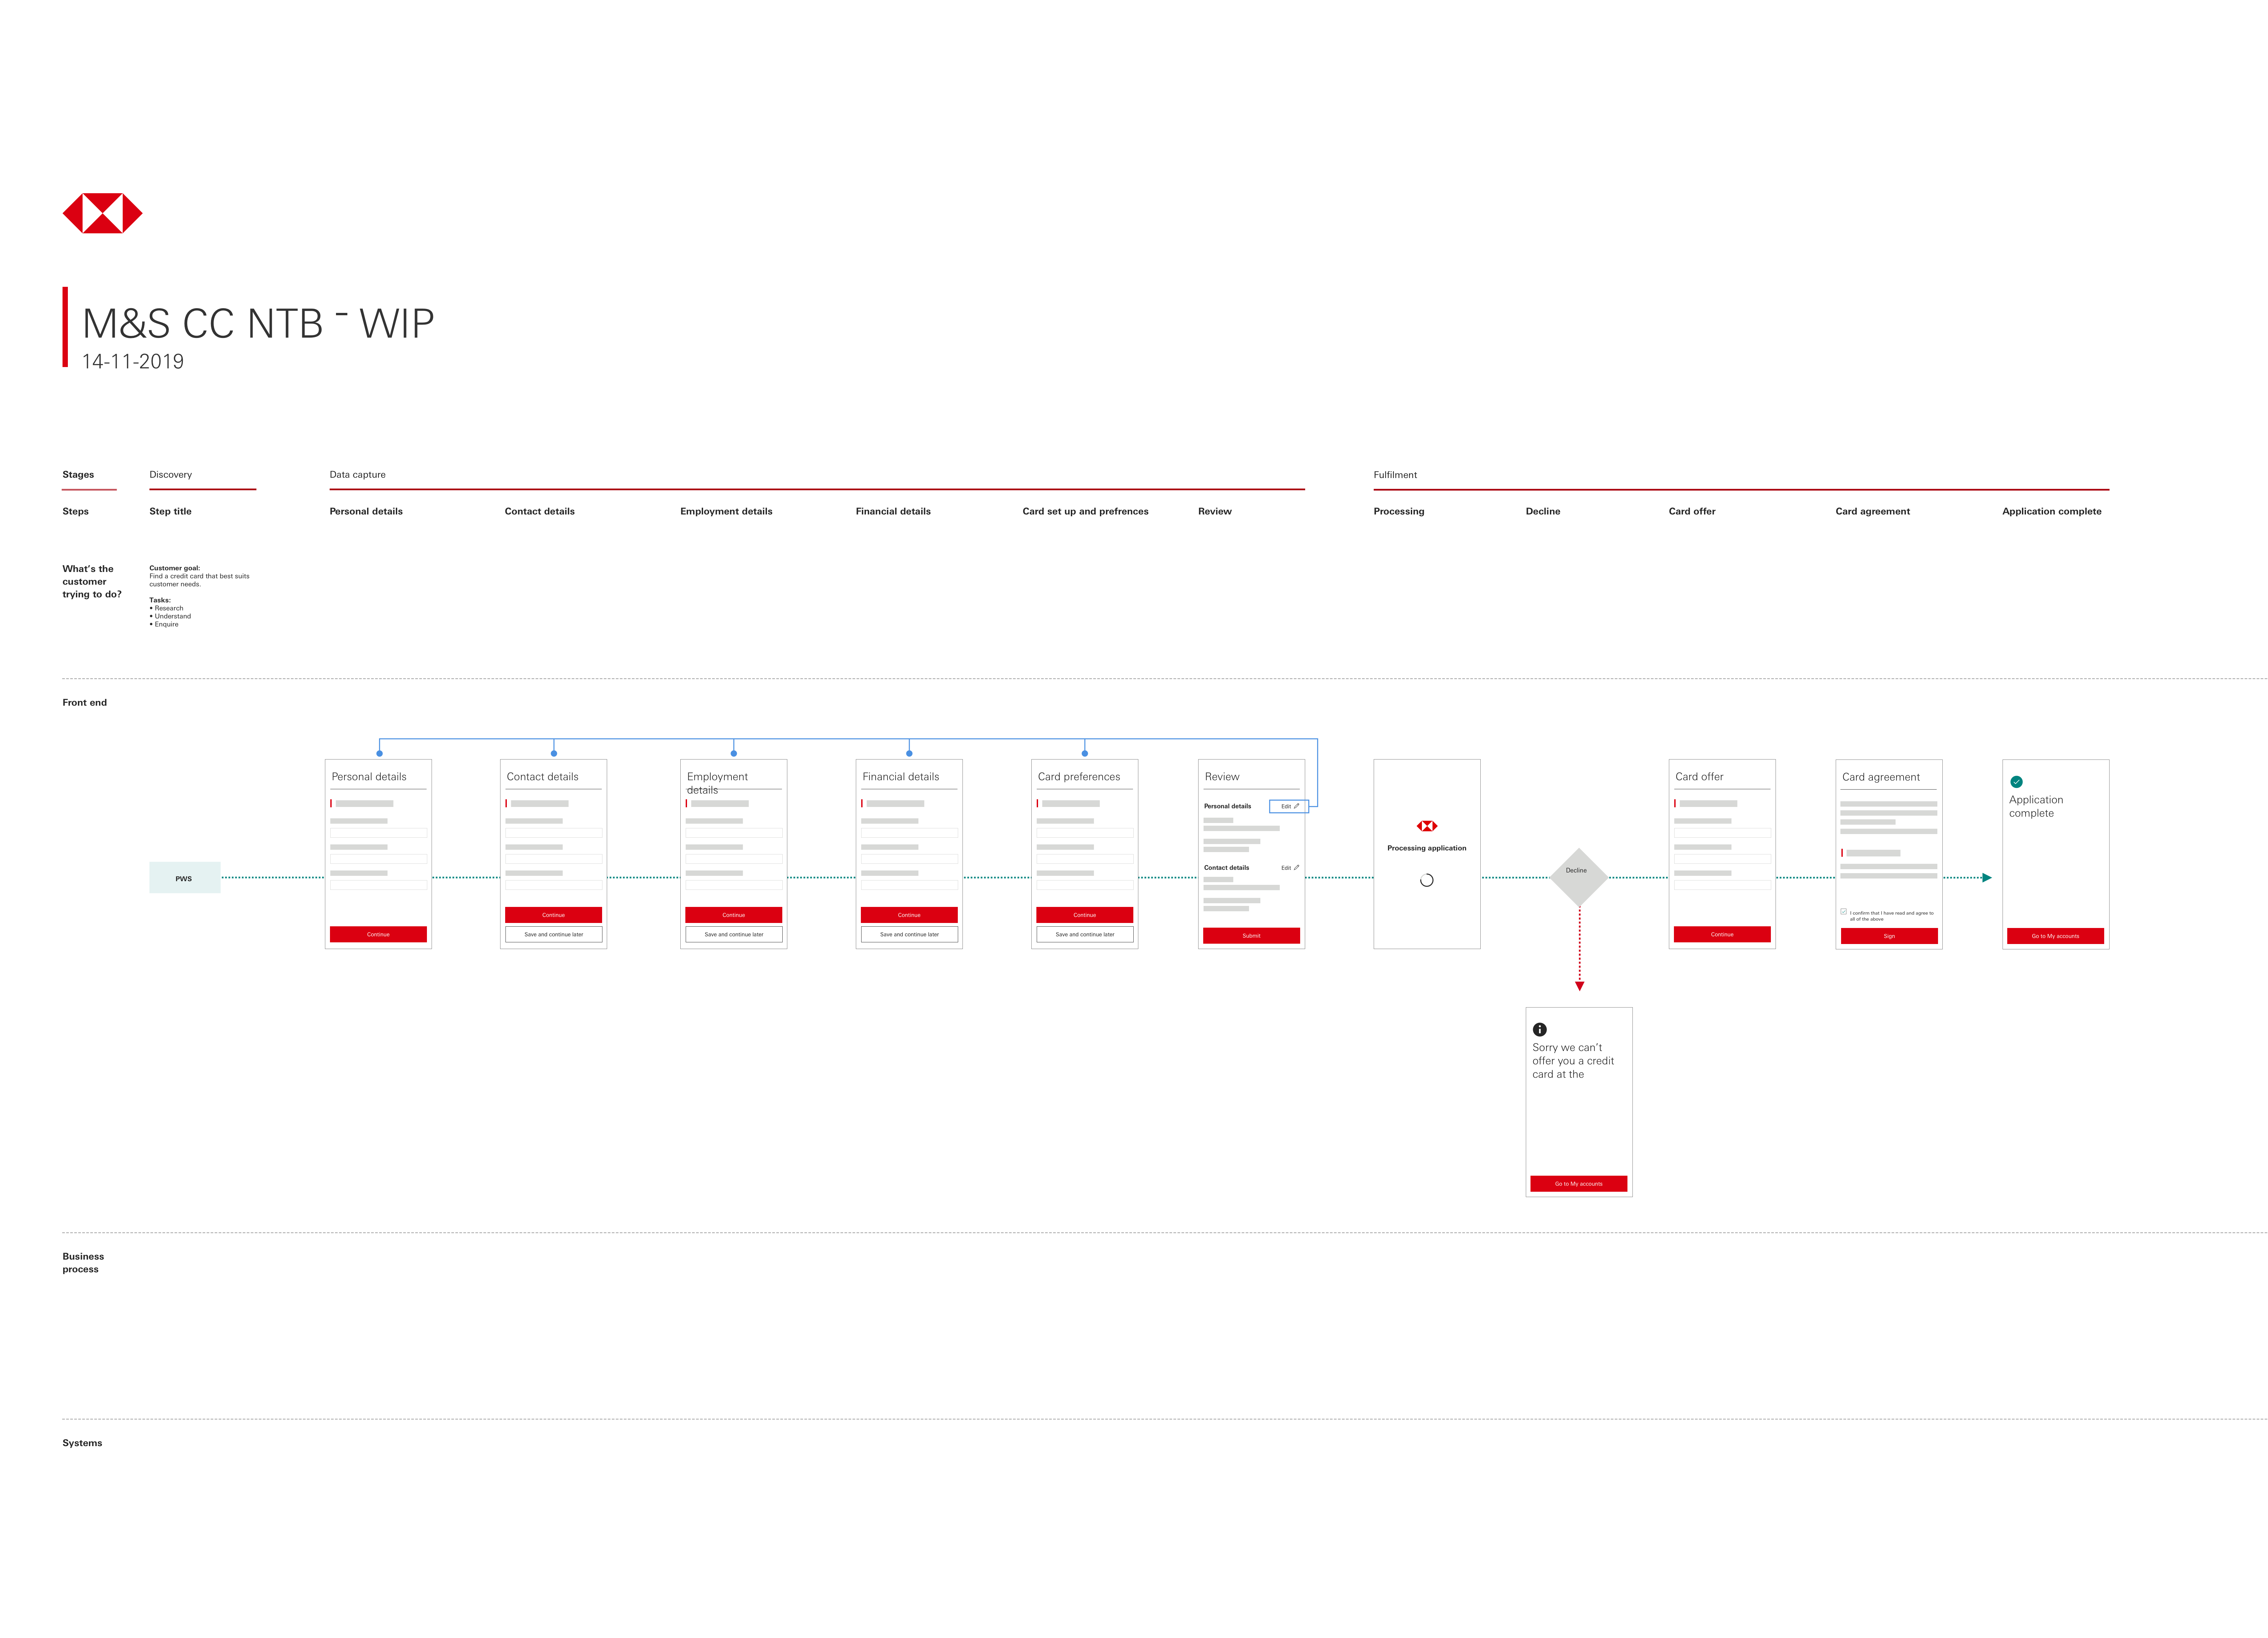 M&S CC NTB - WIP
14-11-2019
Stages
Discovery
Data capture
Fulfilment
Steps
Step title
Personal details
Contact details
Employment details
Financial details
Card set up and prefrences
Review
Processing
Decline
Card offer
Card agreement
Application complete
What's the
customer
trying to do?
Customer goal:
Find a credit card that best suits
customer needs.
Tasks:
• Research
• Understand
• Enquire
Front end
PWS
Personal details
Continue
Contact details
Continue
Save and continue later
Employment
details
Continue
Save and continue later
Financial details
Continue
Save and continue later
Card preferences
Continue
Save and continue later
Review
Personal details
Edit
Contact details
Edit
Submit
Processing application
Decline
Sorry we can't
offer you a credit
card at the
Go to My accounts
Card offer
Continue
Card agreement
I confirm that I have read and agree to
all of the above
Sign
Application
complete
Go to My accounts
Business
process
Systems